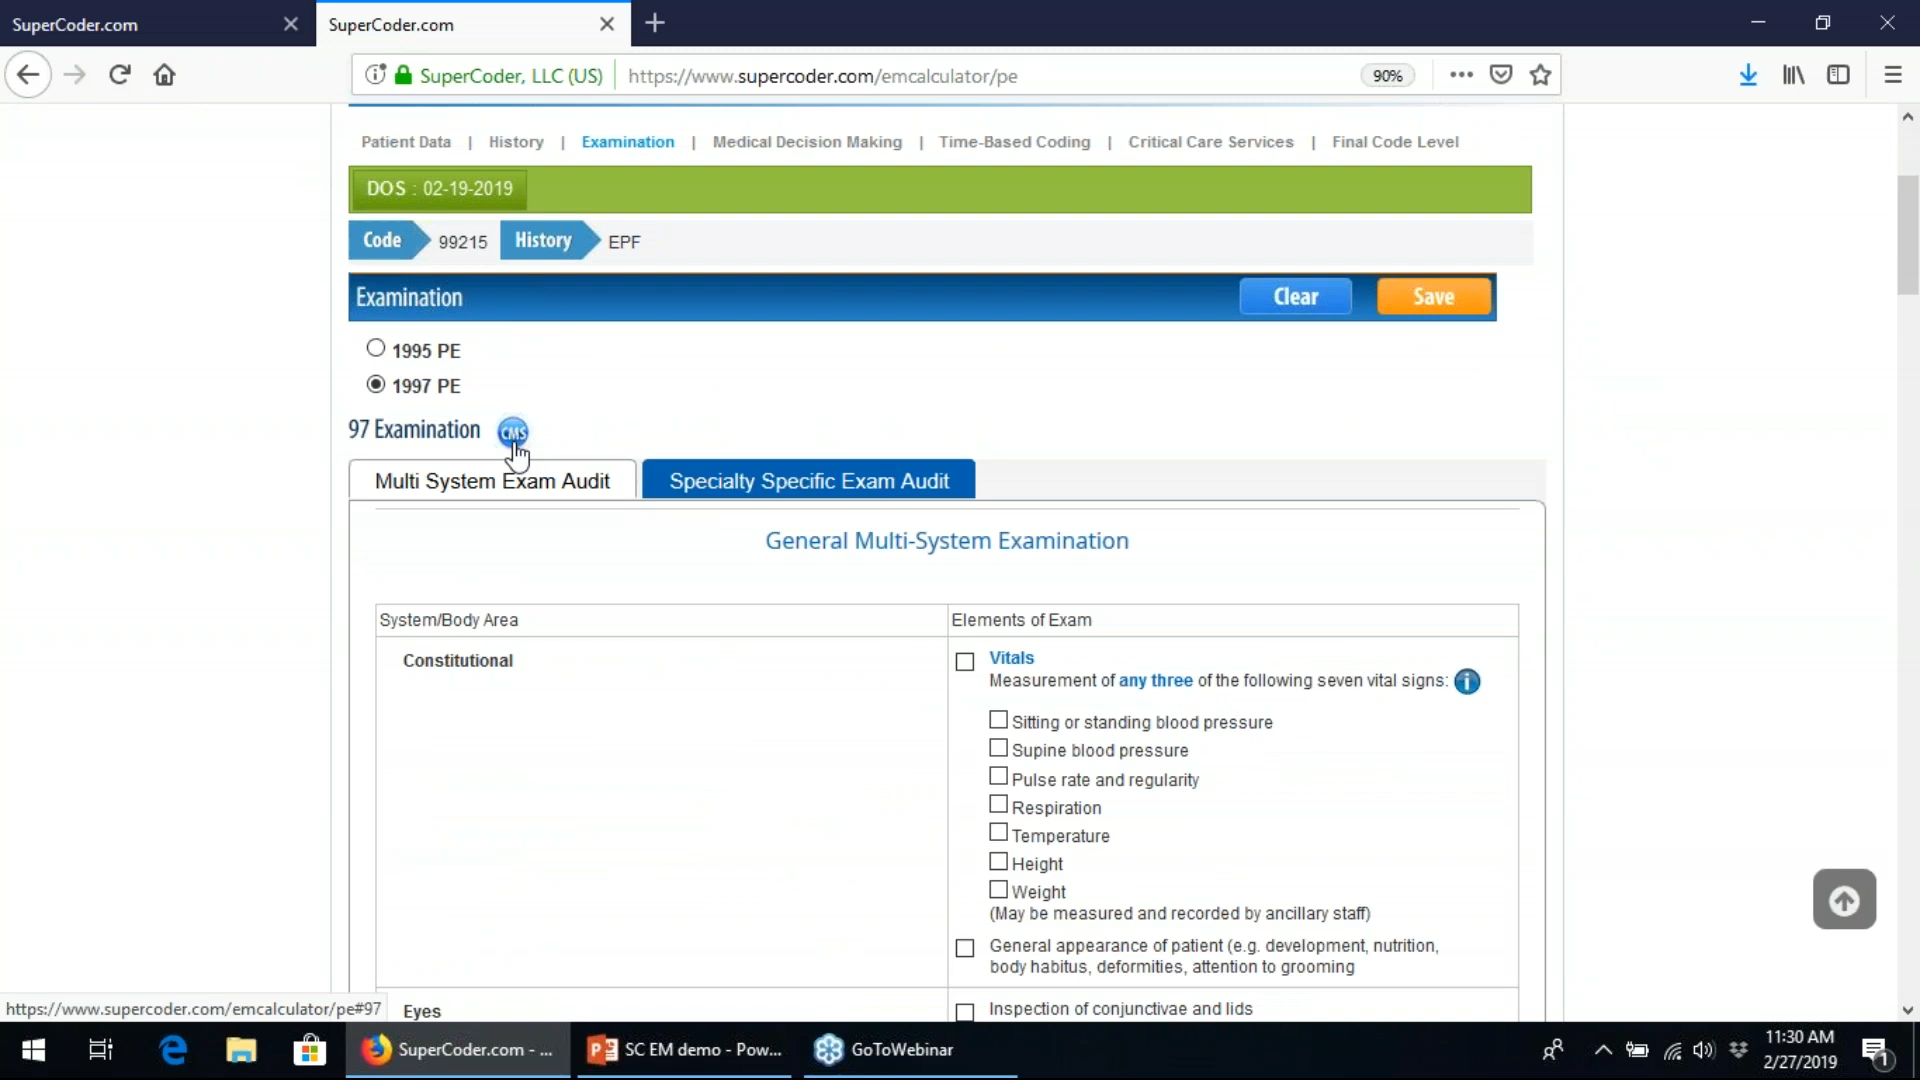 SuperCoder.com
SuperCoder.com
SuperCoder, LLC (US) https://www.supercoder.com/emcalculator/pe 90%
Patient Data | History | Examination | Medical Decision Making | Time-Based Coding | Critical Care Services | Final Code Level
DOS : 02-19-2019
Code 99215 History EPF
Examination Clear Save
1995 PE
1997 PE
97 Examination CMS
Multi System Exam Audit Specialty Specific Exam Audit
General Multi-System Examination
System/Body Area Elements of Exam
Constitutional Vitals
Measurement of any three of the following seven vital signs: i
Sitting or standing blood pressure
Supine blood pressure
Pulse rate and regularity
Respiration
Temperature
Height
Weight
(May be measured and recorded by ancillary staff)
General appearance of patient (e.g. development, nutrition,
body habitus, deformities, attention to grooming
Eyes Inspection of conjunctivae and lids
https://www.supercoder.com/emcalculator/pe#97
SuperCoder.com - ... SC EM demo - Pow... GoToWebinar
11:30 AM
2/27/2019
1